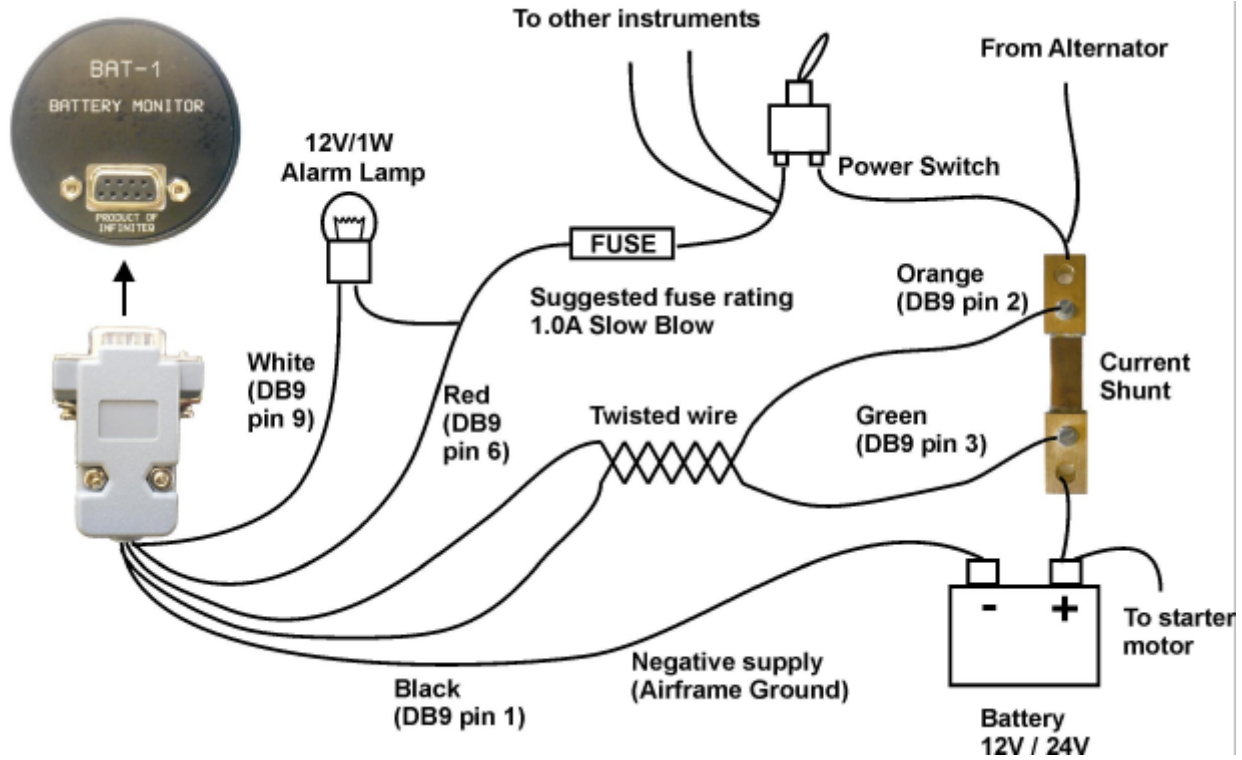 To other instruments
From Alternator
BAT-1
BATTERY MONITOR
PRODUCT OF
INFINITEQ
12V/1W
Alarm Lamp
Power Switch
FUSE
Suggested fuse rating
1.0A Slow Blow
Orange
(DB9 pin 2)
Current
Shunt
White
(DB9
pin 9)
Red
(DB9
pin 6)
Twisted wire
Green
(DB9 pin 3)
- +
To starter
motor
Negative supply
(Airframe Ground)
Black
(DB9 pin 1)
Battery
12V / 24V